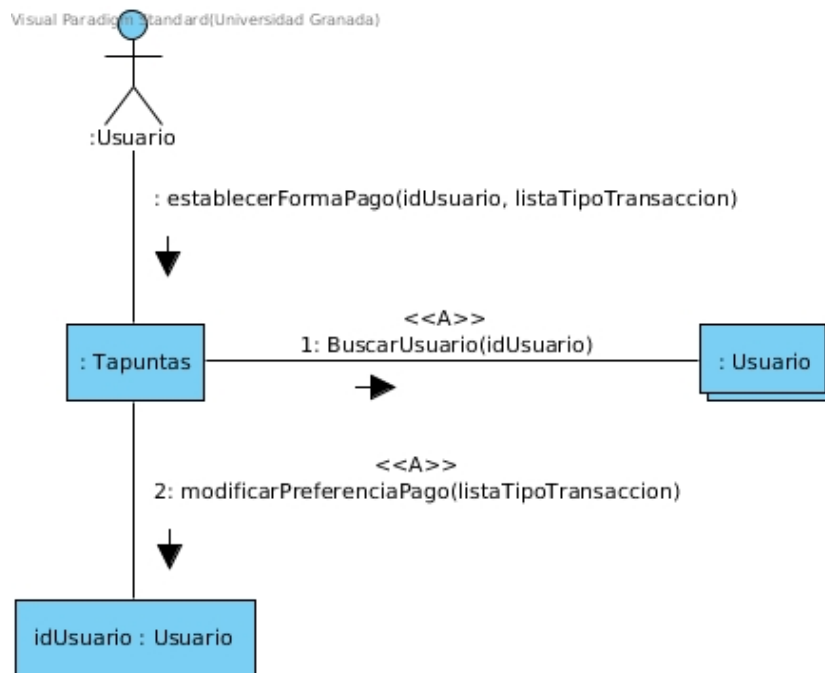 Visual Paradigm Standard(Universidad Granada)
:Usuario
: establecerFormaPago(idUsuario, listaTipoTransaccion)
<<A>>
1: BuscarUsuario(idUsuario)
: Tapuntas
: Usuario
<<A>>
2: modificarPreferenciaPago(listaTipoTransaccion)
idUsuario : Usuario